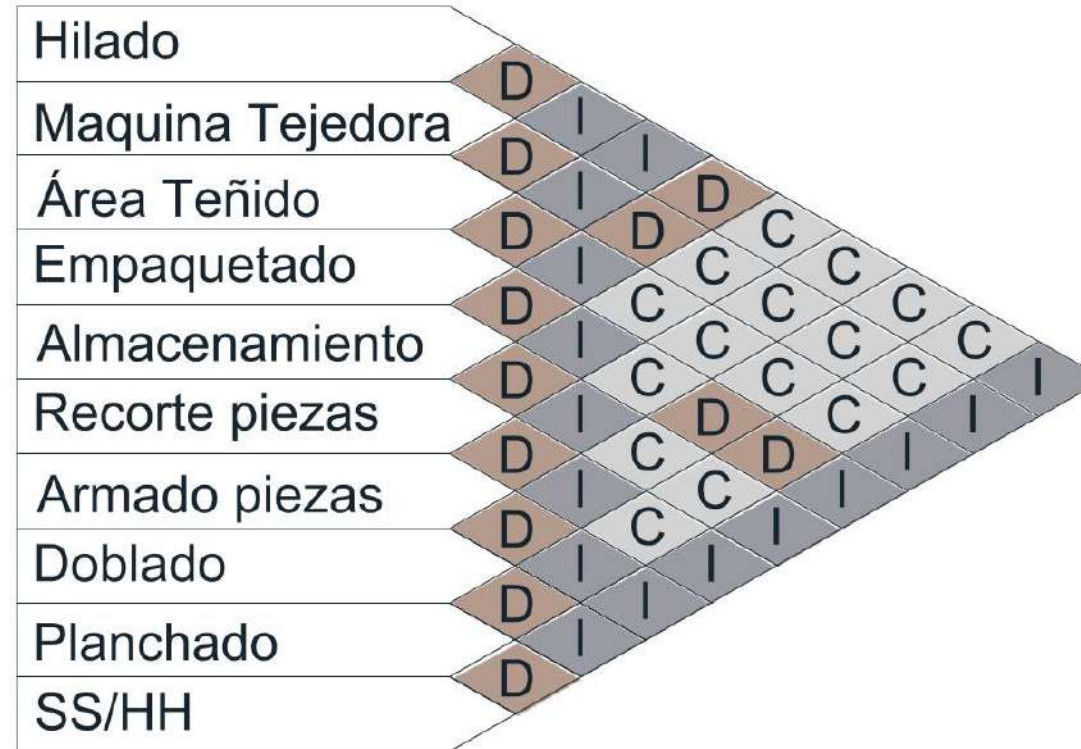 Hilado
D
Maquina Tejedora I
D I
Área Teñido I D
D D C
Empaquetado I C C
D C C C
Almacenamiento I C C C
D C C C I
Recorte piezas I D C I
D C D I
Armado piezas I C I
D C I
Doblado I I
D I
Planchado I
D
SS/HH